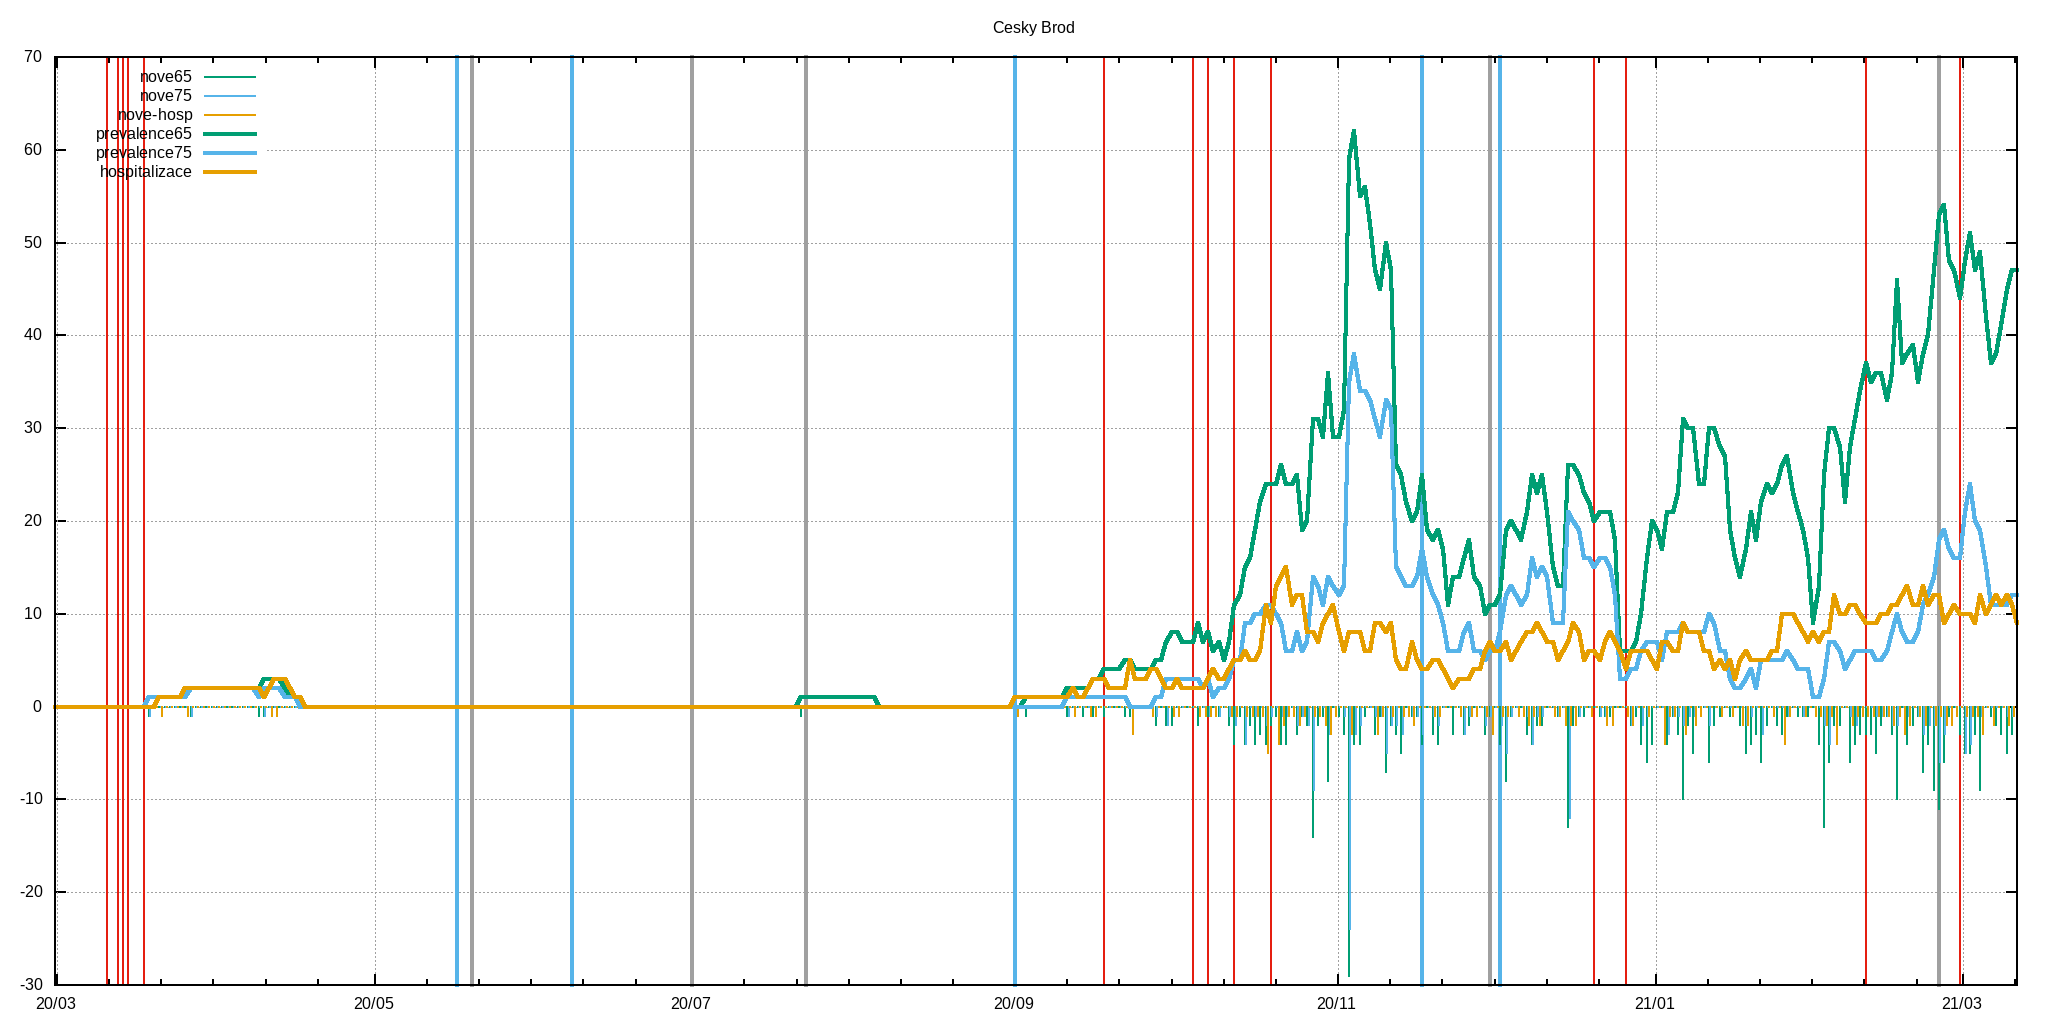 Cesky Brod
70
60
50
40
30
20
10
0
-10
-20
-30
nove65
nove75
nove-hosp
prevalence65
prevalence75
hospitalizace
20/03 20/05 20/07 20/09 20/11 21/01 21/03